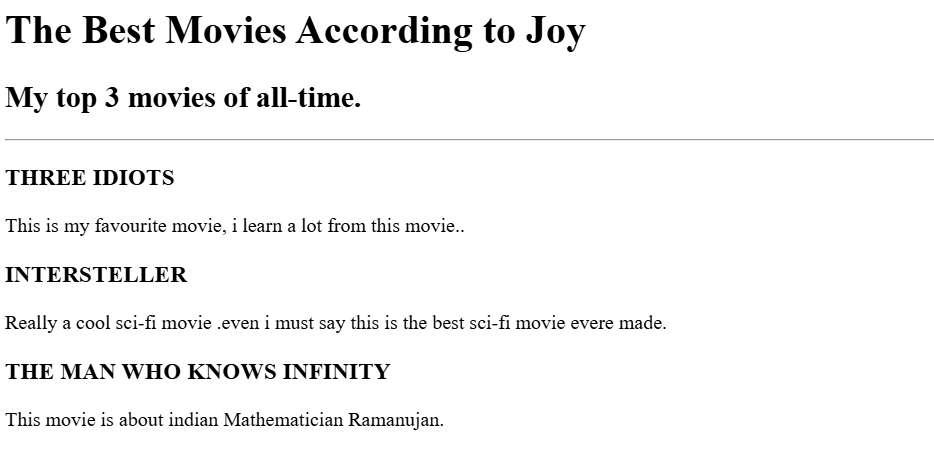 The Best Movies According to Joy
My top 3 movies of all-time.
THREE IDIOTS
This is my favourite movie, i learn a lot from this movie..
INTERSTELLER
Really a cool sci-fi movie .even i must say this is the best sci-fi movie evere made.
THE MAN WHO KNOWS INFINITY
This movie is about indian Mathematician Ramanujan.